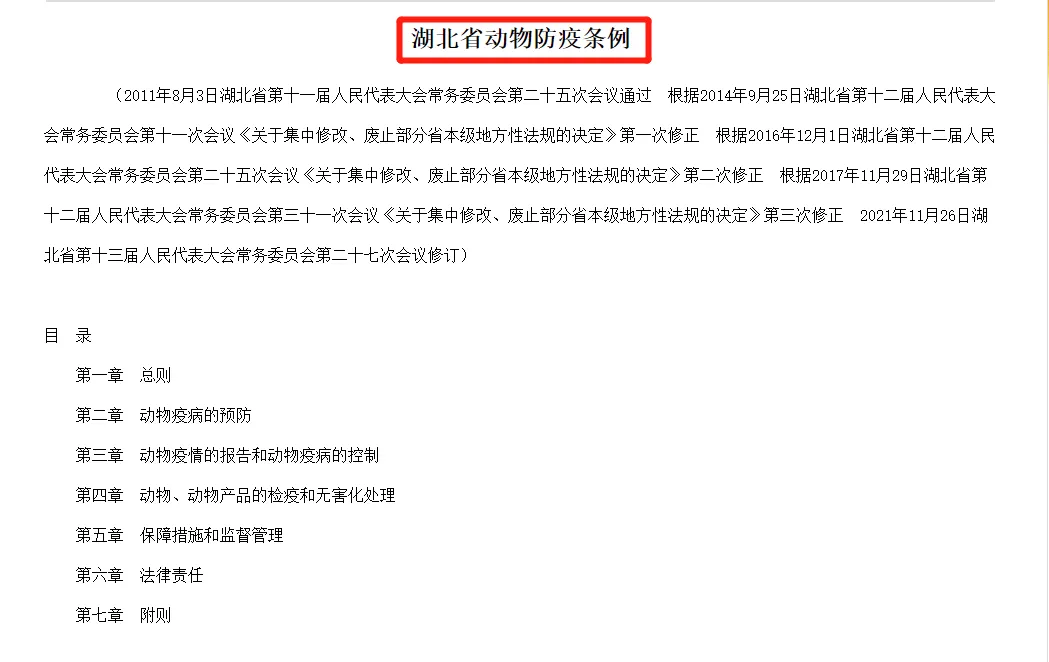 湖北省动物防疫条例
（2011年8月3日湖北省第十一届人民代表大会常务委员会第二十五次会议通过　根据2014年9月25日湖北省第十二届人民代表大
会常务委员会第十一次会议《关于集中修改、废止部分省本级地方性法规的决定》第一次修正　根据2016年12月1日湖北省第十二届人民
代表大会常务委员会第二十五次会议《关于集中修改、废止部分省本级地方性法规的决定》第二次修正　根据2017年11月29日湖北省第
十二届人民代表大会常务委员会第三十一次会议《关于集中修改、废止部分省本级地方性法规的决定》第三次修正　2021年11月26日湖
北省第十三届人民代表大会常务委员会第二十七次会议修订）
目　录
第一章　总则
第二章　动物疫病的预防
第三章　动物疫情的报告和动物疫病的控制
第四章　动物、动物产品的检疫和无害化处理
第五章　保障措施和监督管理
第六章　法律责任
第七章　附则